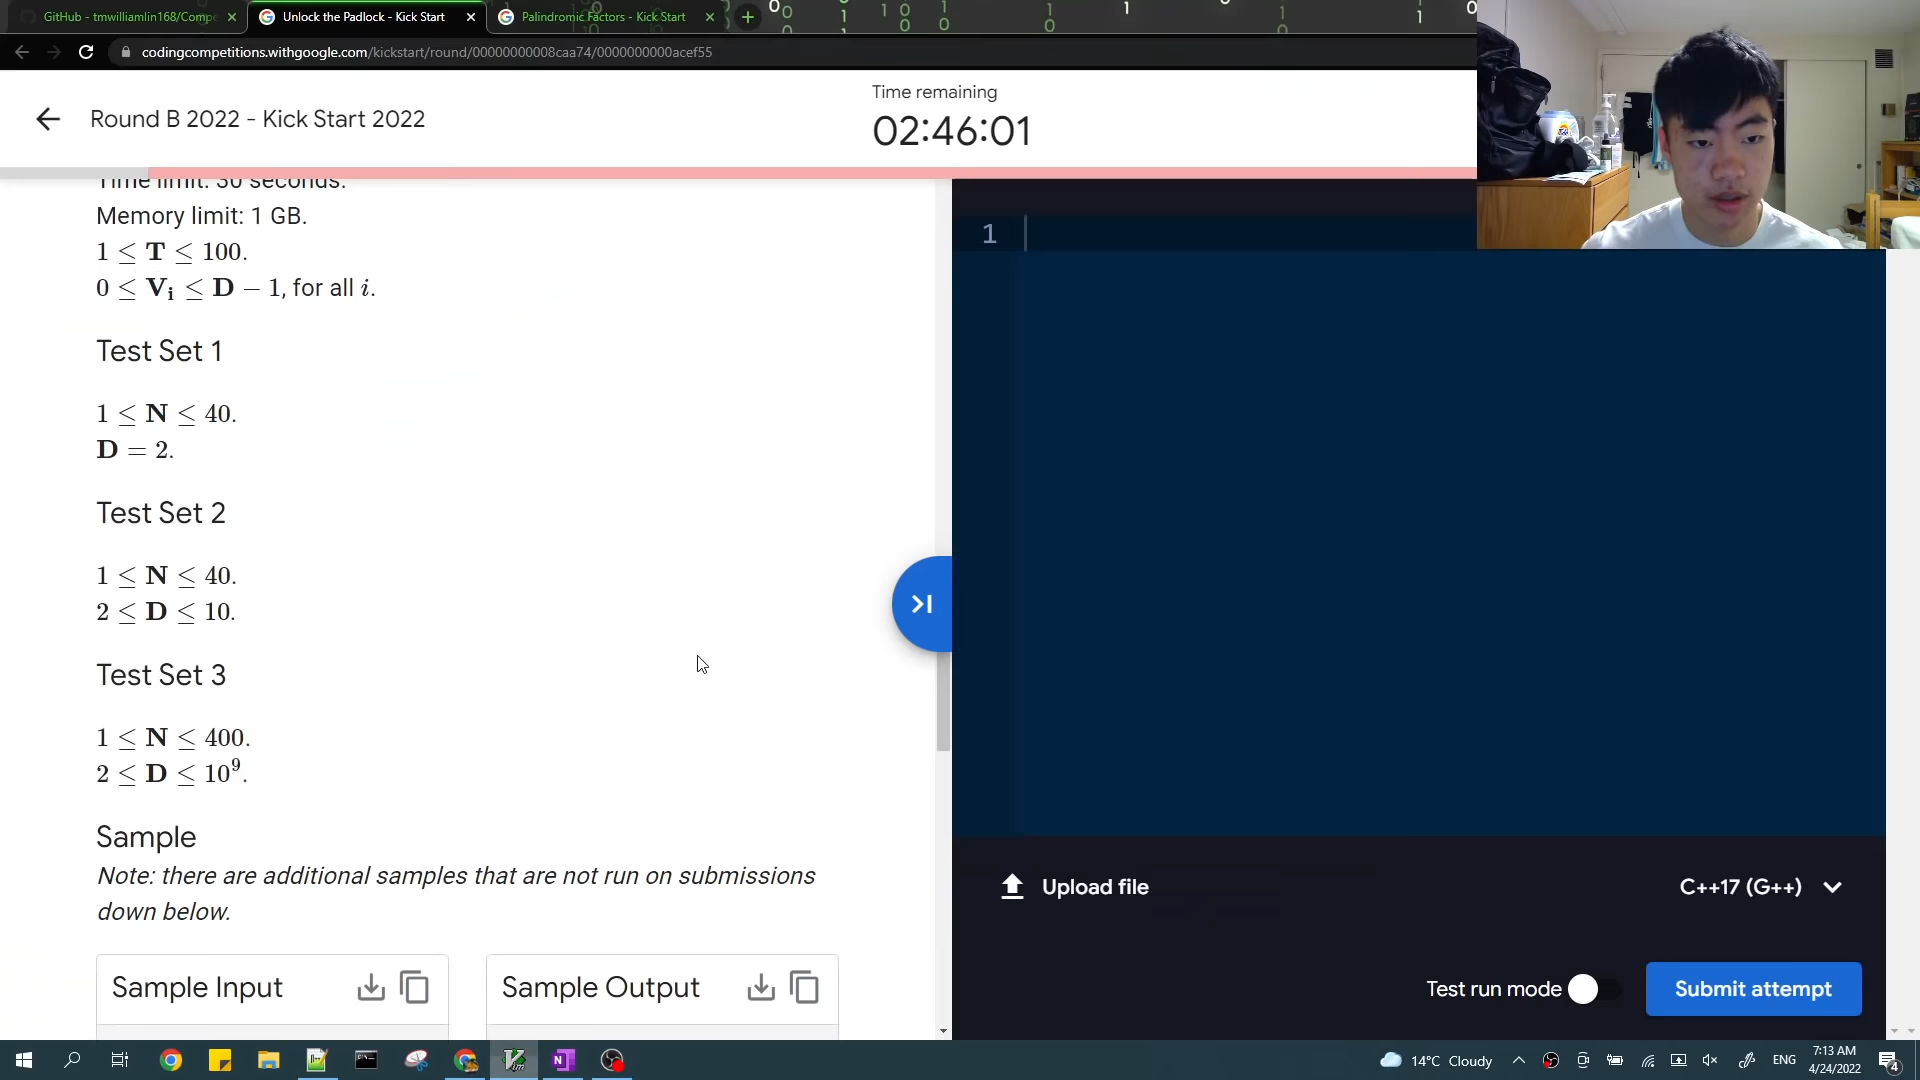 GitHub - tmwilliamlin168/Compe
Unlock the Padlock - Kick Start
Palindromic Factors - Kick Start
codingcompetitions.withgoogle.com/kickstart/round/00000000008caa74/0000000000acef55
Round B 2022 - Kick Start 2022
Time remaining
02:46:01
Time limit: 30 seconds.
Memory limit: 1 GB.
1 ≤ T ≤ 100.
0 ≤ Vᵢ ≤ D − 1, for all i.
Test Set 1
1 ≤ N ≤ 40.
D = 2.
Test Set 2
1 ≤ N ≤ 40.
2 ≤ D ≤ 10.
Test Set 3
1 ≤ N ≤ 400.
2 ≤ D ≤ 10⁹.
Sample
Note: there are additional samples that are not run on submissions
down below.
Sample Input
Sample Output
1
Upload file
C++17 (G++)
Test run mode
Submit attempt
14°C Cloudy
ENG
7:13 AM
4/24/2022
4